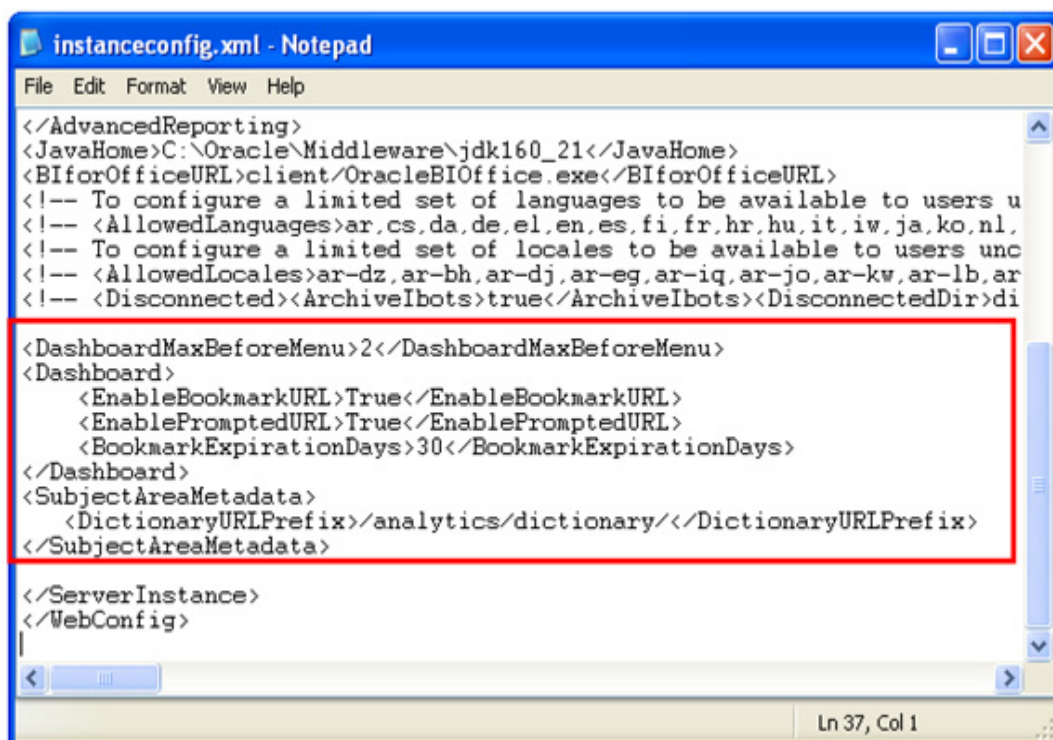 instanceconfig.xml - Notepad
File Edit Format View Help
</AdvancedReporting>
<JavaHome>C:\Oracle\Middleware\jdk160_21</JavaHome>
<BIforOfficeURL>client/OracleBIOffice.exe</BIforOfficeURL>
<!-- To configure a limited set of languages to be available to users u
<!-- <AllowedLanguages>ar,cs,da,de,el,en,es,fi,fr,hr,hu,it,iw,ja,ko,nl,
<!-- To configure a limited set of locales to be available to users unc
<!-- <AllowedLocales>ar-dz,ar-bh,ar-dj,ar-eg,ar-iq,ar-jo,ar-kw,ar-lb,ar
<!-- <Disconnected><ArchiveIbots>true</ArchiveIbots><DisconnectedDir>di
<DashboardMaxBeforeMenu>2</DashboardMaxBeforeMenu>
<Dashboard>
<EnableBookmarkURL>True</EnableBookmarkURL>
<EnablePromptedURL>True</EnablePromptedURL>
<BookmarkExpirationDays>30</BookmarkExpirationDays>
</Dashboard>
<SubjectAreaMetadata>
<DictionaryURLPrefix>/analytics/dictionary/</DictionaryURLPrefix>
</SubjectAreaMetadata>
</ServerInstance>
</WebConfig>
Ln 37, Col 1